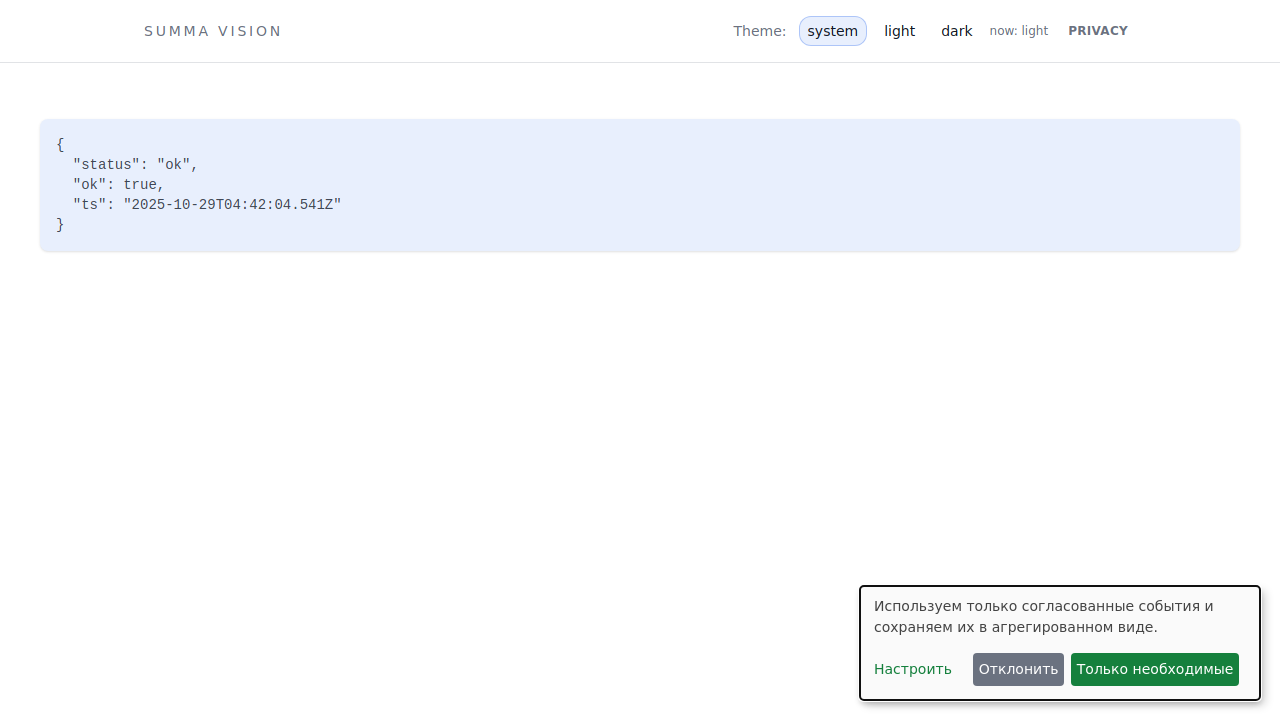 SUMMA VISION
Theme: system light dark now: light PRIVACY
{
  "status": "ok",
  "ok": true,
  "ts": "2025-10-29T04:42:04.541Z"
}
Используем только согласованные события и
сохраняем их в агрегированном виде.
Настроить Отклонить Только необходимые